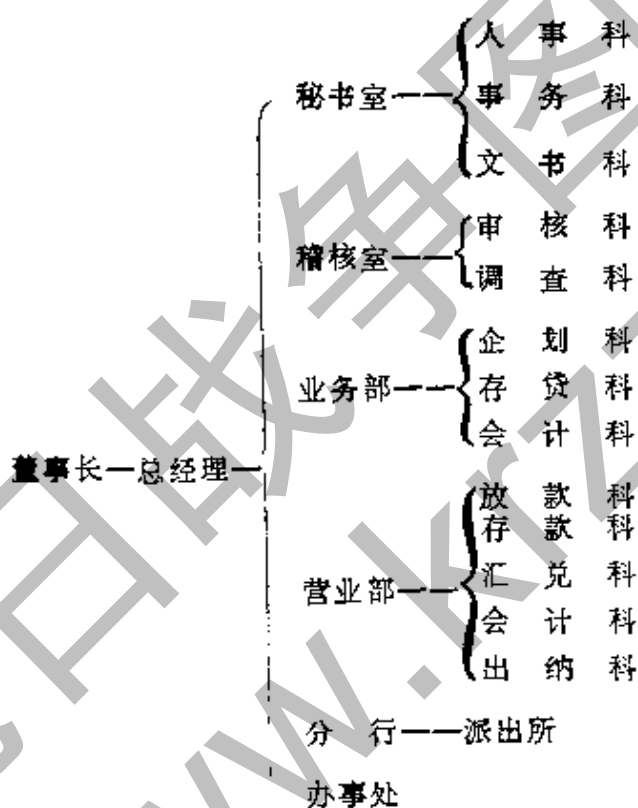 人事科
秘书室——事务科
文书科
审核科
稽核室——
调查科
企划科
业务部——存贷科
会计科
董事长—总经理—
放款科
存款科
汇兑科
营业部——
会计科
出纳科
分行——派出所
办事处